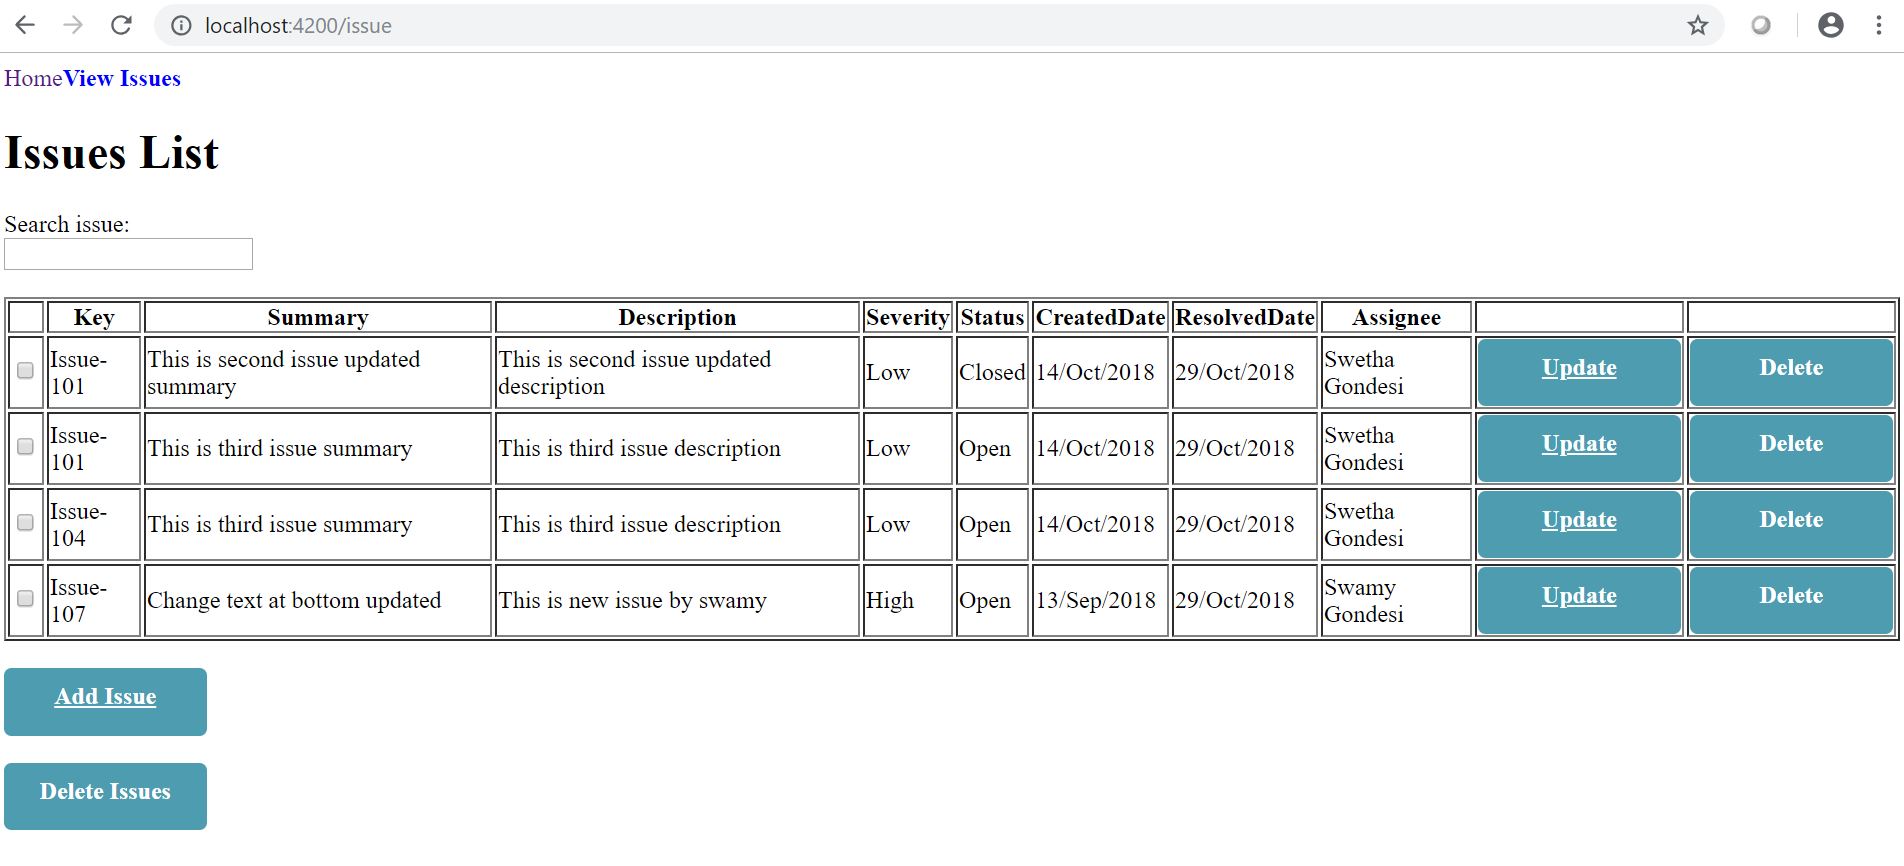 localhost:4200/issue
HomeView Issues
Issues List
Search issue:
Key Summary Description Severity Status CreatedDate ResolvedDate Assignee
Issue-101 This is second issue updated summary This is second issue updated description Low Closed 14/Oct/2018 29/Oct/2018 Swetha Gondesi Update Delete
Issue-101 This is third issue summary This is third issue description Low Open 14/Oct/2018 29/Oct/2018 Swetha Gondesi Update Delete
Issue-104 This is third issue summary This is third issue description Low Open 14/Oct/2018 29/Oct/2018 Swetha Gondesi Update Delete
Issue-107 Change text at bottom updated This is new issue by swamy High Open 13/Sep/2018 29/Oct/2018 Swamy Gondesi Update Delete
Add Issue
Delete Issues